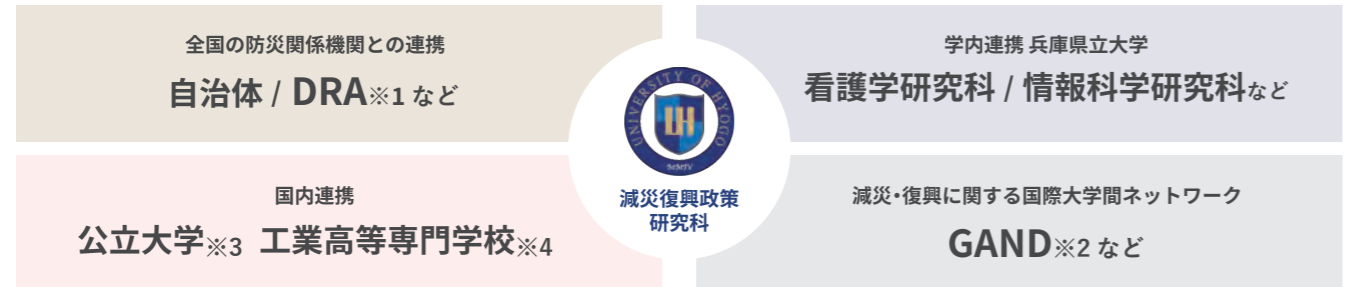 全国の防災関係機関との連携
自治体 / DRA※1 など
学内連携 兵庫県立大学
看護学研究科 / 情報科学研究科など
UNIVERSITY OF HYOGO
UH
MMIV
減災復興政策
研究科
国内連携
公立大学※3 工業高等専門学校※4
減災・復興に関する国際大学間ネットワーク
GAND※2 など